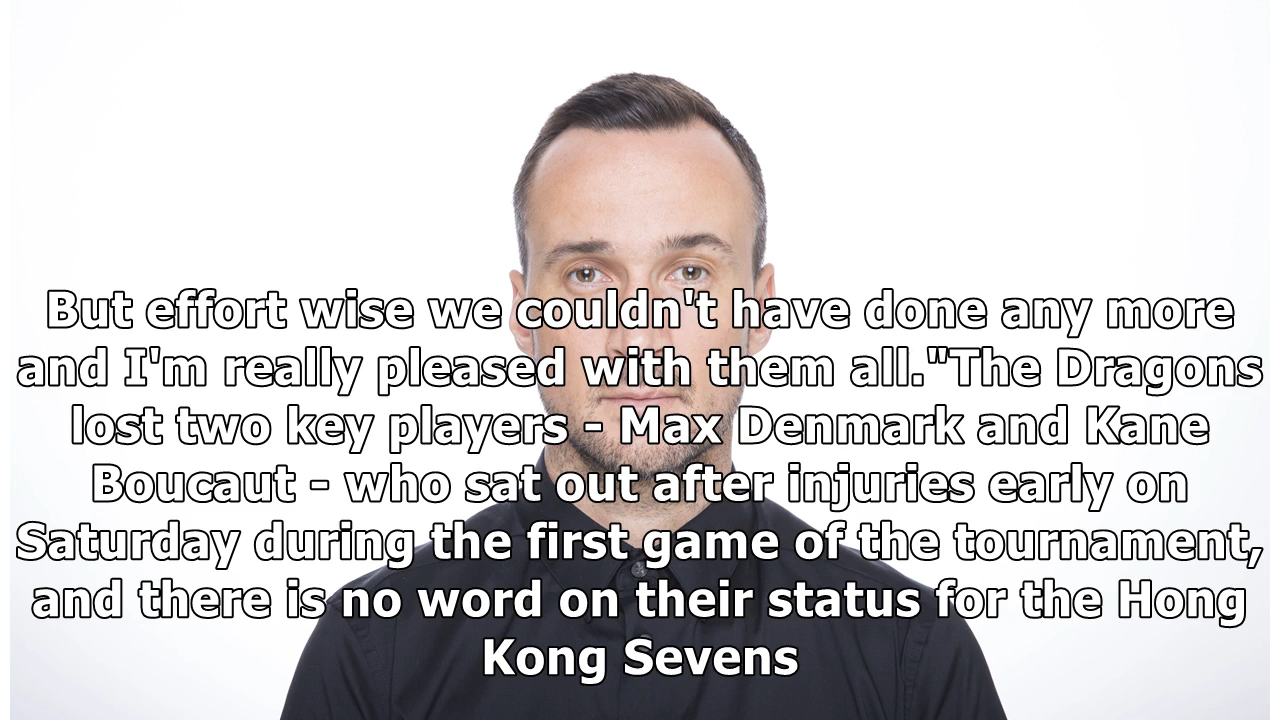 But effort wise we couldn't have done any more
and I'm really pleased with them all."The Dragons
lost two key players - Max Denmark and Kane
Boucaut - who sat out after injuries early on
Saturday during the first game of the tournament,
and there is no word on their status for the Hong
Kong Sevens